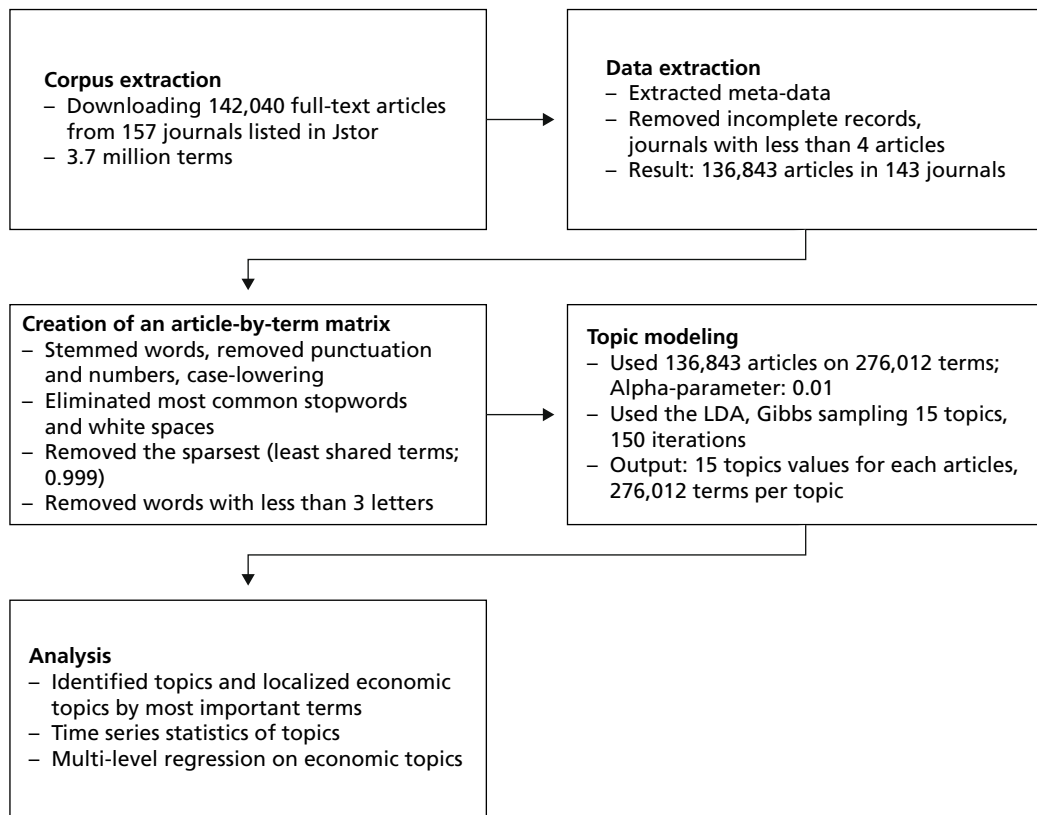 Corpus extraction
– Downloading 142,040 full-text articles
from 157 journals listed in Jstor
– 3.7 million terms
Data extraction
– Extracted meta-data
– Removed incomplete records,
journals with less than 4 articles
– Result: 136,843 articles in 143 journals
Creation of an article-by-term matrix
– Stemmed words, removed punctuation
and numbers, case-lowering
– Eliminated most common stopwords
and white spaces
– Removed the sparsest (least shared terms;
0.999)
– Removed words with less than 3 letters
Topic modeling
– Used 136,843 articles on 276,012 terms;
Alpha-parameter: 0.01
– Used the LDA, Gibbs sampling 15 topics,
150 iterations
– Output: 15 topics values for each articles,
276,012 terms per topic
Analysis
– Identified topics and localized economic
topics by most important terms
– Time series statistics of topics
– Multi-level regression on economic topics